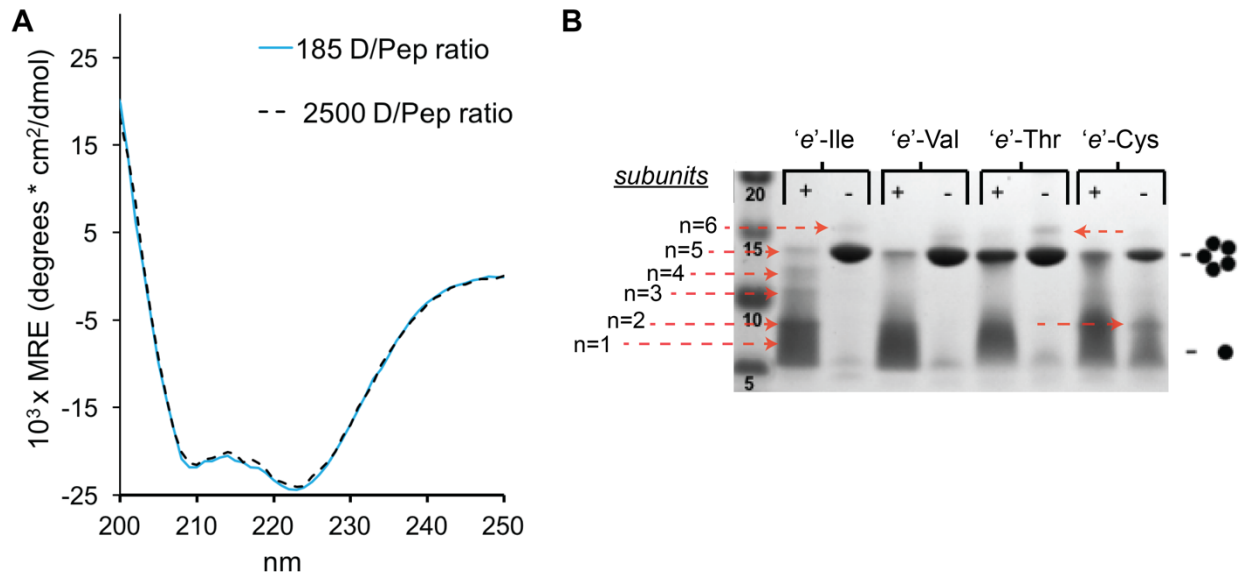 A
10³ x MRE (degrees * cm²/dmol)
25
15
5
-5
-15
-25
185 D/Pep ratio
2500 D/Pep ratio
200 210 220 230 240 250
nm
B
'e'-Ile 'e'-Val 'e'-Thr 'e'-Cys
subunits
+ - + - + - + -
20
n=6
n=5
15
n=4
n=3
n=2
10
n=1
5